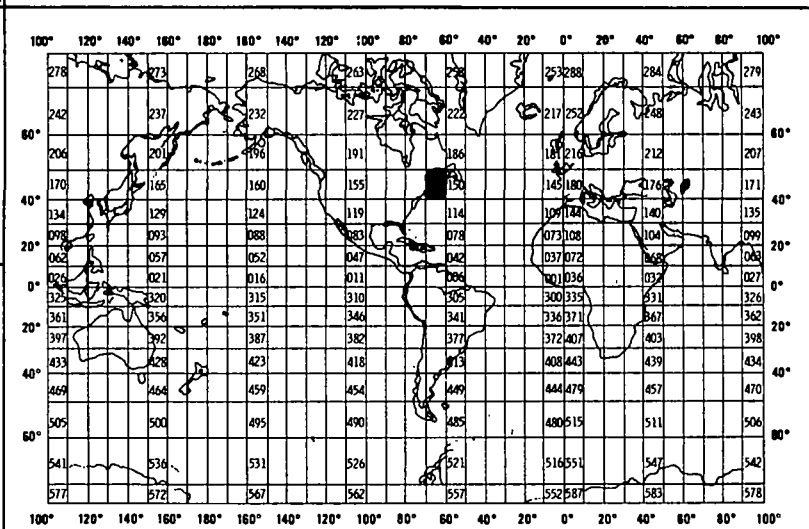 100° 120° 140° 160° 180° 160° 140° 120° 100° 80° 60° 40° 20° 0° 20° 40° 60° 80° 100°
278 273 268 263 258 253 288 284 279
242 237 232 227 222 217 252 248 243
60° 60°
206 201 196 191 186 181 216 212 207
170 165 160 155 150 145 180 176 171
40° 40°
134 129 124 119 114 109 144 140 135
098 093 088 083 078 073 108 104 099
20° 20°
062 057 052 047 042 037 072 068 063
026 021 016 011 006 001 036 032 027
0° 0°
325 320 315 310 305 300 335 331 326
361 356 351 346 341 336 371 367 362
20° 20°
397 392 387 382 377 372 407 403 398
433 428 423 418 413 408 443 439 434
40° 40°
469 464 459 454 449 444 479 457 470
505 500 495 490 485 480 515 511 506
60° 60°
541 536 531 526 521 516 551 547 542
577 572 567 562 557 552 587 583 578
100° 120° 140° 160° 180° 160° 140° 120° 100° 80° 60° 40° 20° 0° 20° 40° 60° 80° 100°